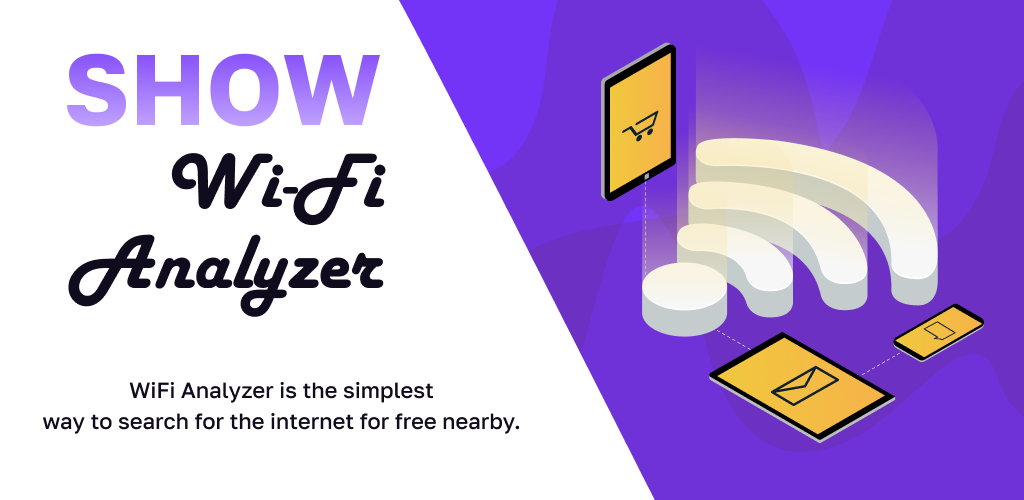 SHOW
Wi-Fi
Analyzer
WiFi Analyzer is the simplest
way to search for the internet for free nearby.